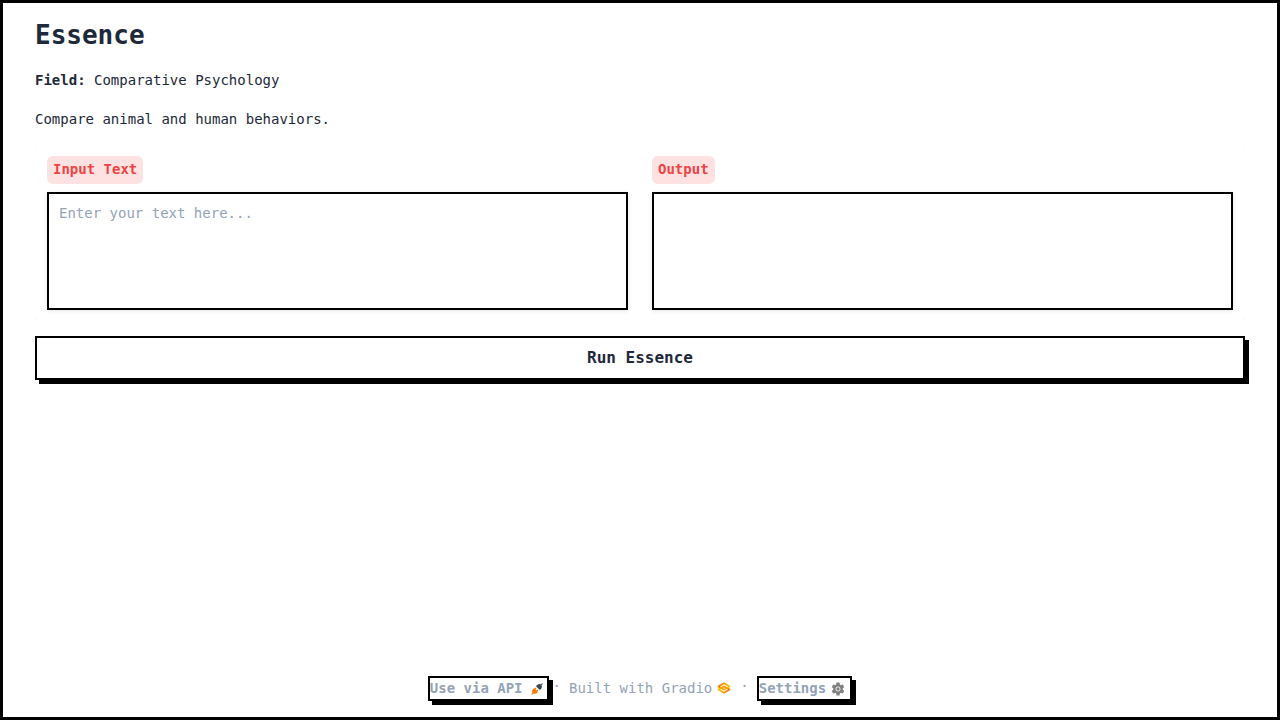 Essence
Field: Comparative Psychology
Compare animal and human behaviors.
Input Text
Output
Enter your text here...
Run Essence
Use via API · Built with Gradio · Settings